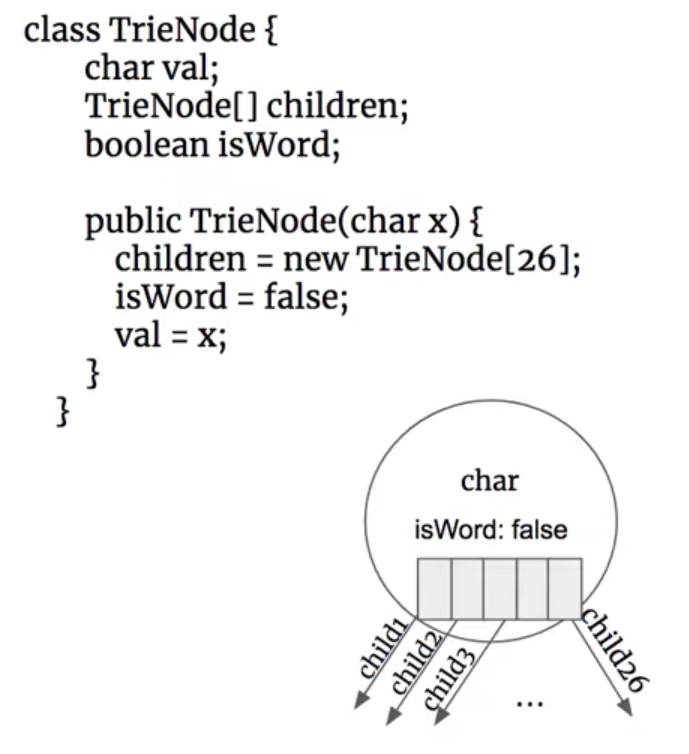 class TrieNode {
char val;
TrieNode[] children;
boolean isWord;
public TrieNode(char x) {
children = new TrieNode[26];
isWord = false;
val = x;
}
}
char
isWord: false
child1
child2
child3
...
child26